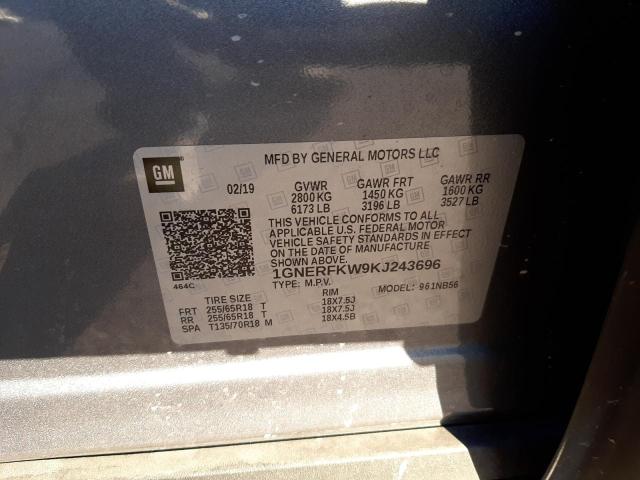 MFD BY GENERAL MOTORS LLC
GM
02/19
GVWR GAWR FRT GAWR RR
2800 KG 1450 KG 1600 KG
6173 LB 3196 LB 3527 LB
THIS VEHICLE CONFORMS TO ALL
APPLICABLE U.S. FEDERAL MOTOR
VEHICLE SAFETY STANDARDS IN EFFECT
ON THE DATE OF MANUFACTURE
SHOWN ABOVE.
1GNERFKW9KJ243696
464C
TYPE: M.P.V. MODEL: 961NB56
TIRE SIZE RIM
FRT 255/65R18 T 18X7.5J
RR 255/65R18 T 18X7.5J
SPA T135/70R18 M 18X4.5B